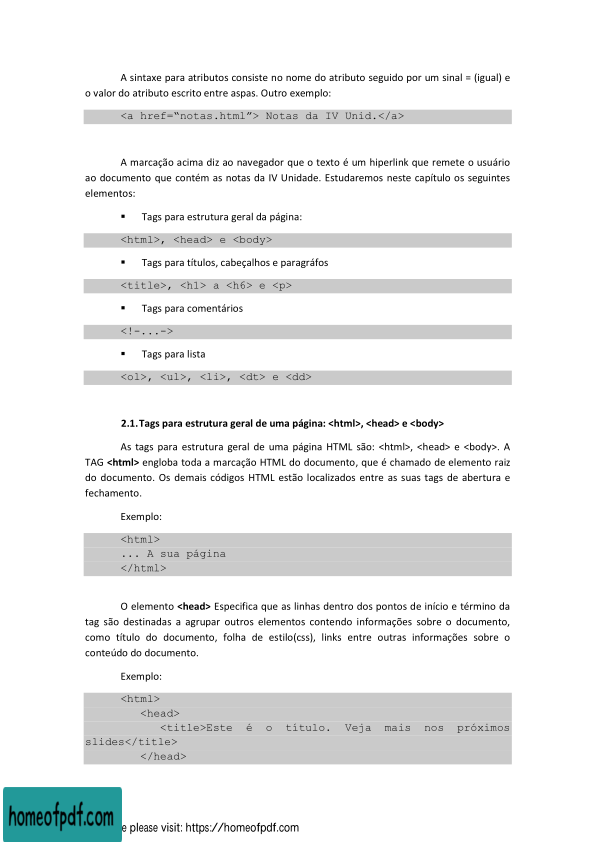 A sintaxe para atributos consiste no nome do atributo seguido por um sinal = (igual) e
o valor do atributo escrito entre aspas. Outro exemplo:
<a href=“notas.html”> Notas da IV Unid.</a>
A marcação acima diz ao navegador que o texto é um hiperlink que remete o usuário
ao documento que contém as notas da IV Unidade. Estudaremos neste capítulo os seguintes
elementos:
▪ Tags para estrutura geral da página:
<html>, <head> e <body>
▪ Tags para títulos, cabeçalhos e paragráfos
<title>, <h1> a <h6> e <p>
▪ Tags para comentários
<!-...->
▪ Tags para lista
<ol>, <ul>, <li>, <dt> e <dd>
2.1.Tags para estrutura geral de uma página: <html>, <head> e <body>
As tags para estrutura geral de uma página HTML são: <html>, <head> e <body>. A
TAG <html> engloba toda a marcação HTML do documento, que é chamado de elemento raiz
do documento. Os demais códigos HTML estão localizados entre as suas tags de abertura e
fechamento.
Exemplo:
<html>
... A sua página
</html>
O elemento <head> Especifica que as linhas dentro dos pontos de início e término da
tag são destinadas a agrupar outros elementos contendo informações sobre o documento,
como título do documento, folha de estilo(css), links entre outras informações sobre o
conteúdo do documento.
Exemplo:
<html>
<head>
<title>Este é o título. Veja mais nos próximos
slides</title>
</head>
homeofpdf.com
e please visit: https://homeofpdf.com